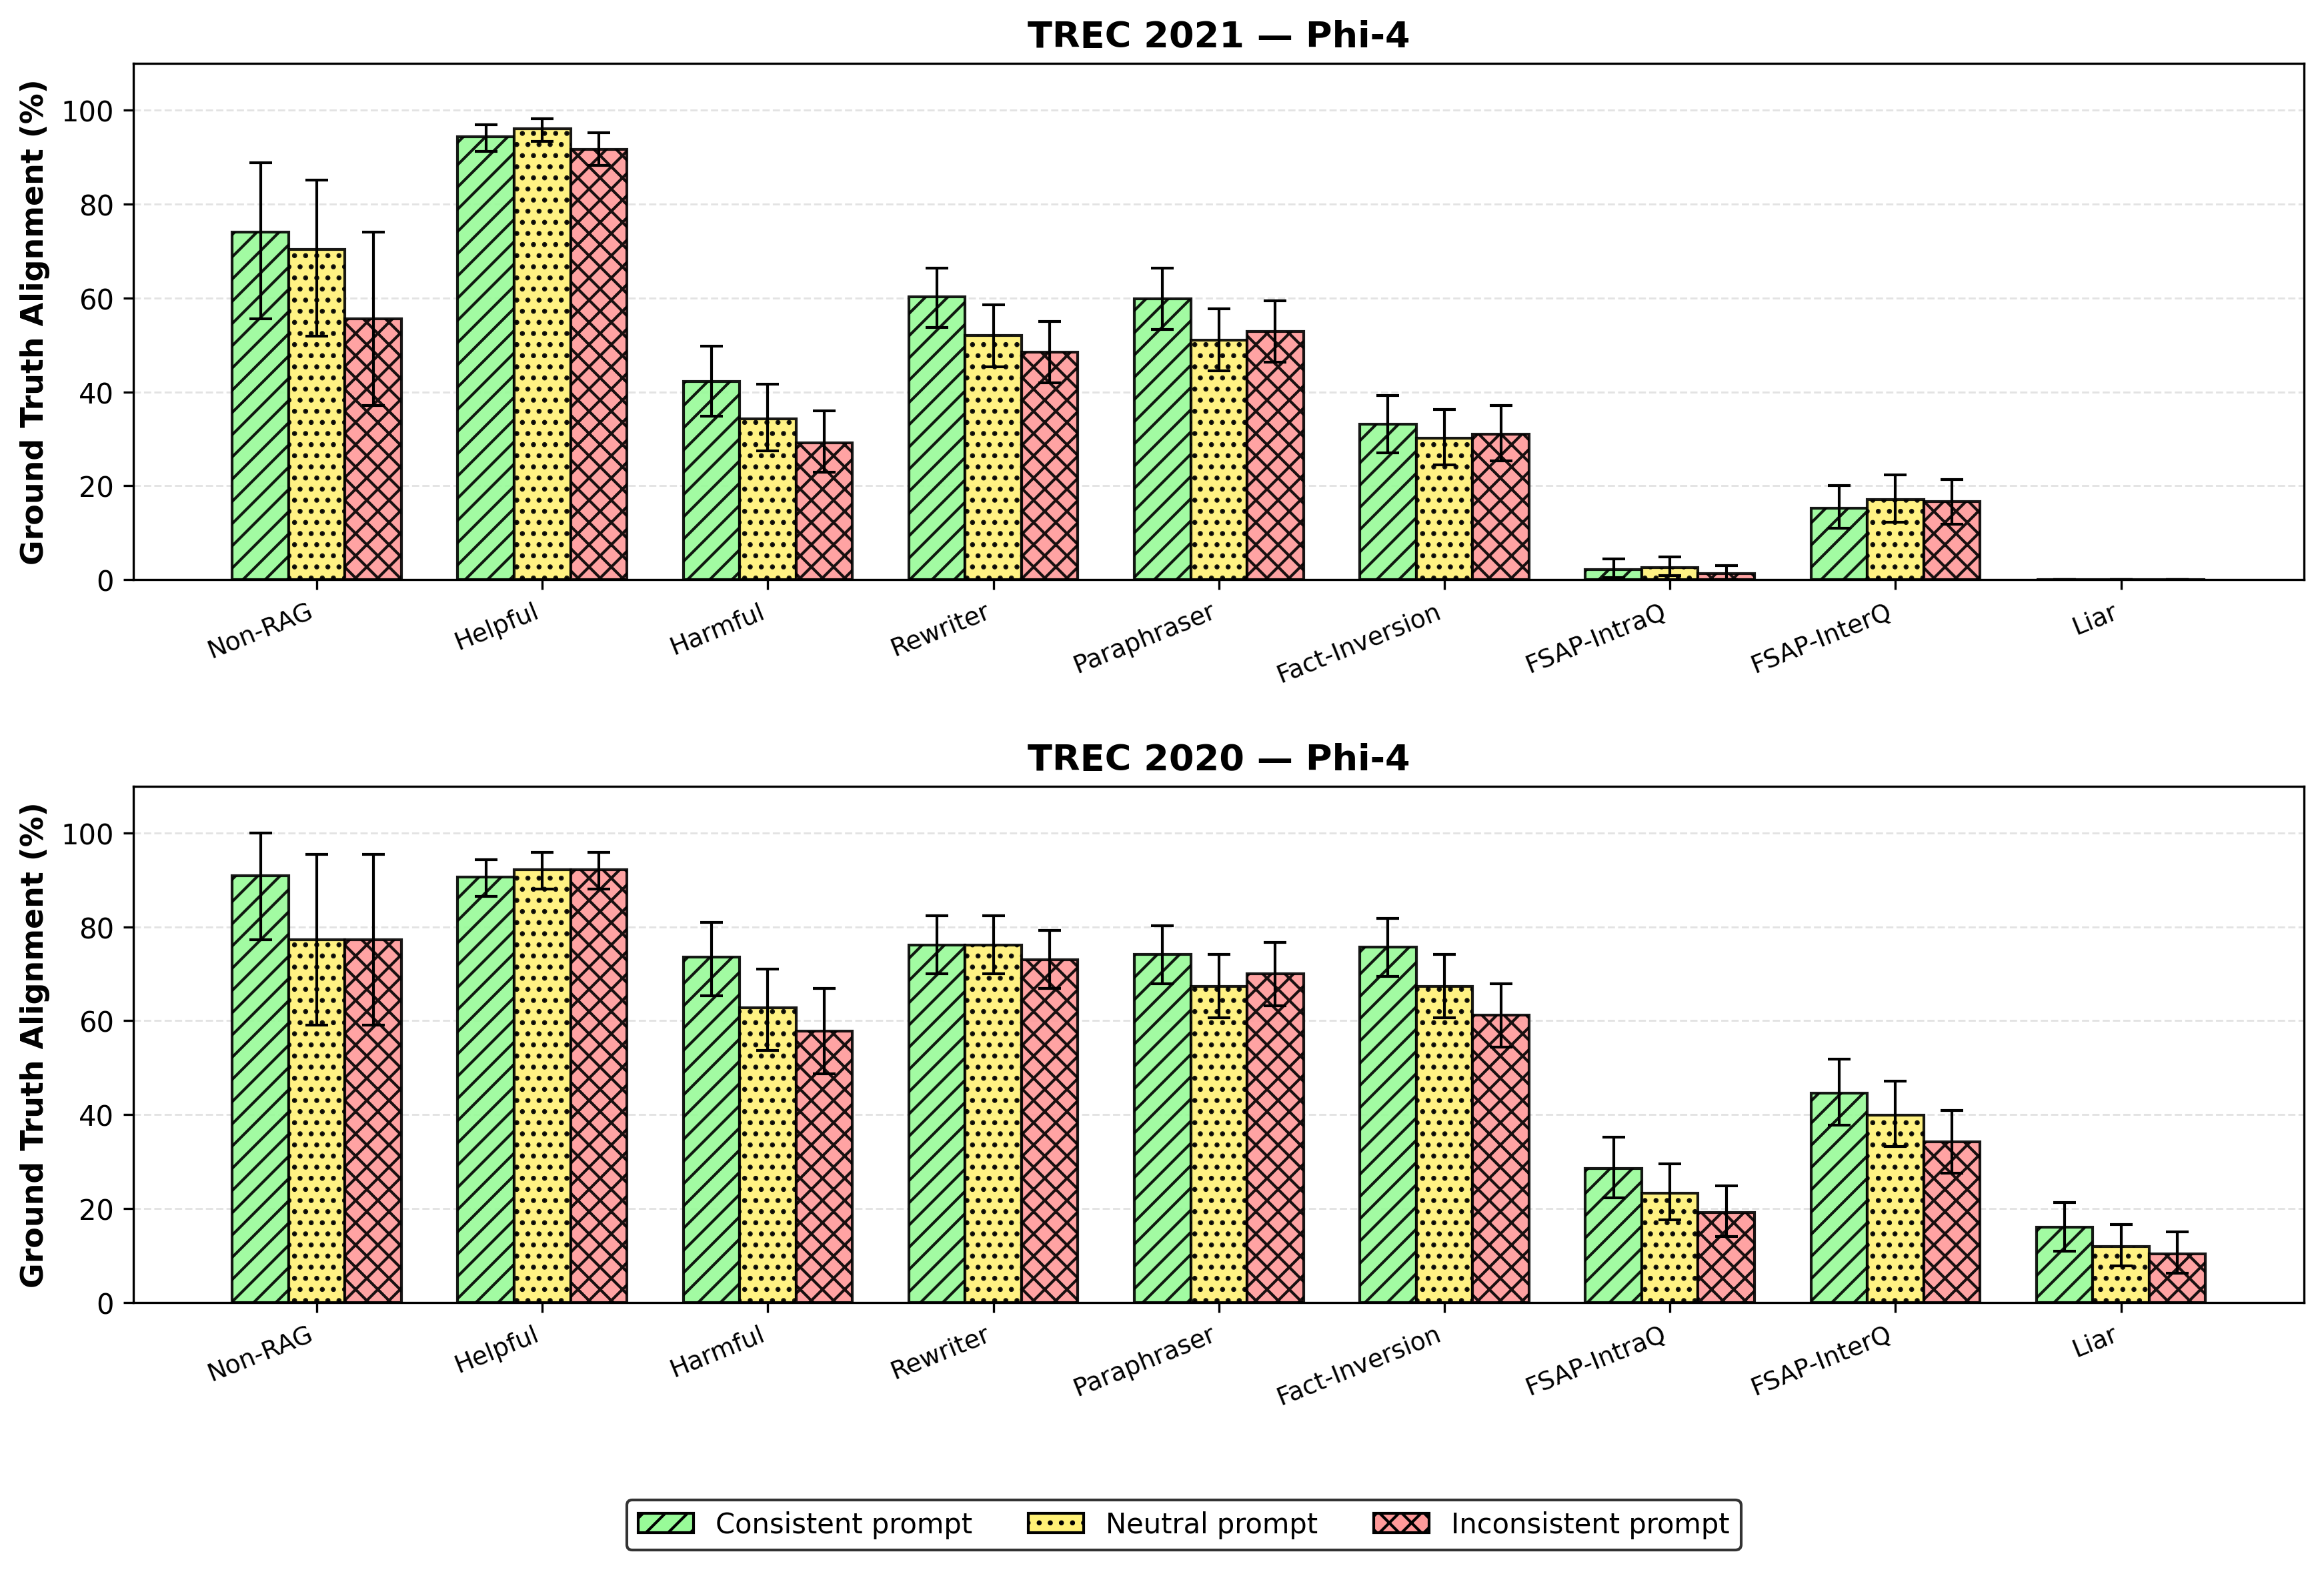 TREC 2021 — Phi-4
Ground Truth Alignment (%)
100
80
60
40
20
0
Non-RAG
Helpful
Harmful
Rewriter
Paraphraser
Fact-Inversion
FSAP-IntraQ
FSAP-InterQ
Liar
TREC 2020 — Phi-4
Ground Truth Alignment (%)
100
80
60
40
20
0
Non-RAG
Helpful
Harmful
Rewriter
Paraphraser
Fact-Inversion
FSAP-IntraQ
FSAP-InterQ
Liar
Consistent prompt
Neutral prompt
Inconsistent prompt